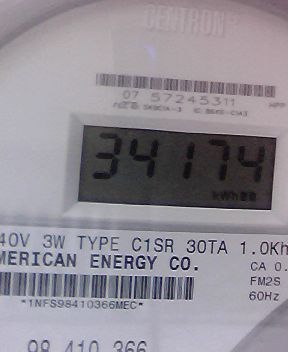 CENTRON
07 57245311
34174
kWh
40V 3W TYPE C1SR 30TA 1.0Kh
MERICAN ENERGY CO.
CA 0.
FM2S
60Hz
*1NFS98410366MEC*
98 410 366